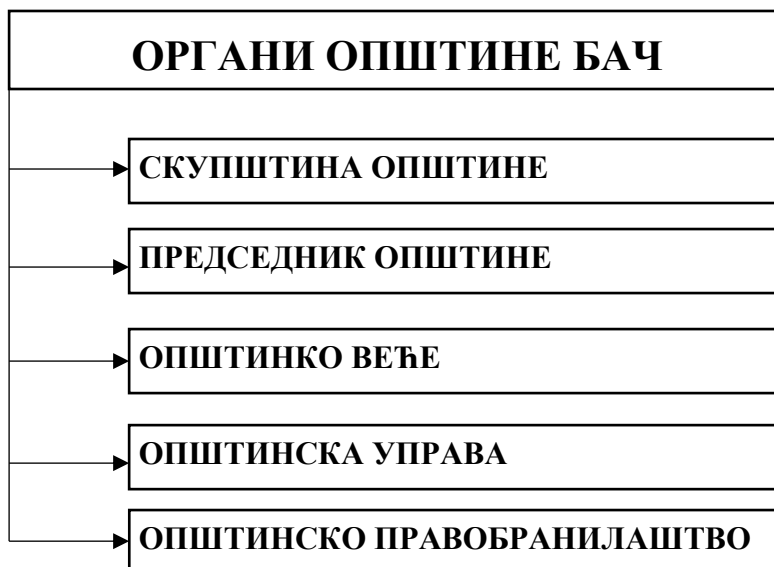 ОРГАНИ ОПШТИНЕ БАЧ
СКУПШТИНА ОПШТИНЕ
ПРЕДСЕДНИК ОПШТИНЕ
ОПШТИНКО ВЕЋЕ
ОПШТИНСКА УПРАВА
ОПШТИНСКО ПРАВОБРАНИЛАШТВО